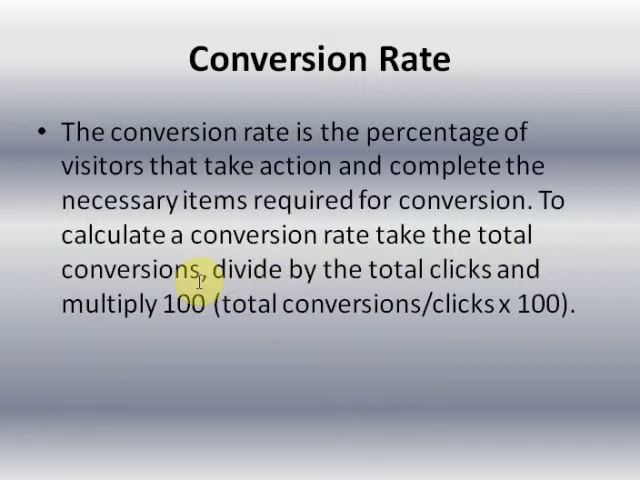 Conversion Rate
• The conversion rate is the percentage of
visitors that take action and complete the
necessary items required for conversion. To
calculate a conversion rate take the total
conversions, divide by the total clicks and
multiply 100 (total conversions/clicks x 100).